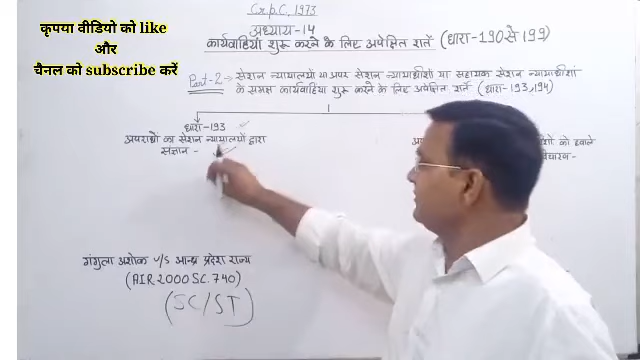 Cr.p.C. 1973
कृपया वीडियो को like
और
चैनल को subscribe करें
अध्याय-14
कार्यवाहियां शुरू करने के लिए अपेक्षित शर्तें (धारा-190 से 199)
Part-2 सेशन न्यायालयों या अपर सेशन न्यायाधीशों या सहायक सेशन न्यायाधीशों
के समक्ष कार्यवाहियां शुरू करने के लिए अपेक्षित शर्तें (धारा-193,194)
धारा-193
अपराधों का सेशन न्यायालयों द्वारा
संज्ञान -
को हवाले
गंगुला अशोक v/s आन्ध्र प्रदेश राज्य
(AIR 2000 SC. 740)
(SC/ST)